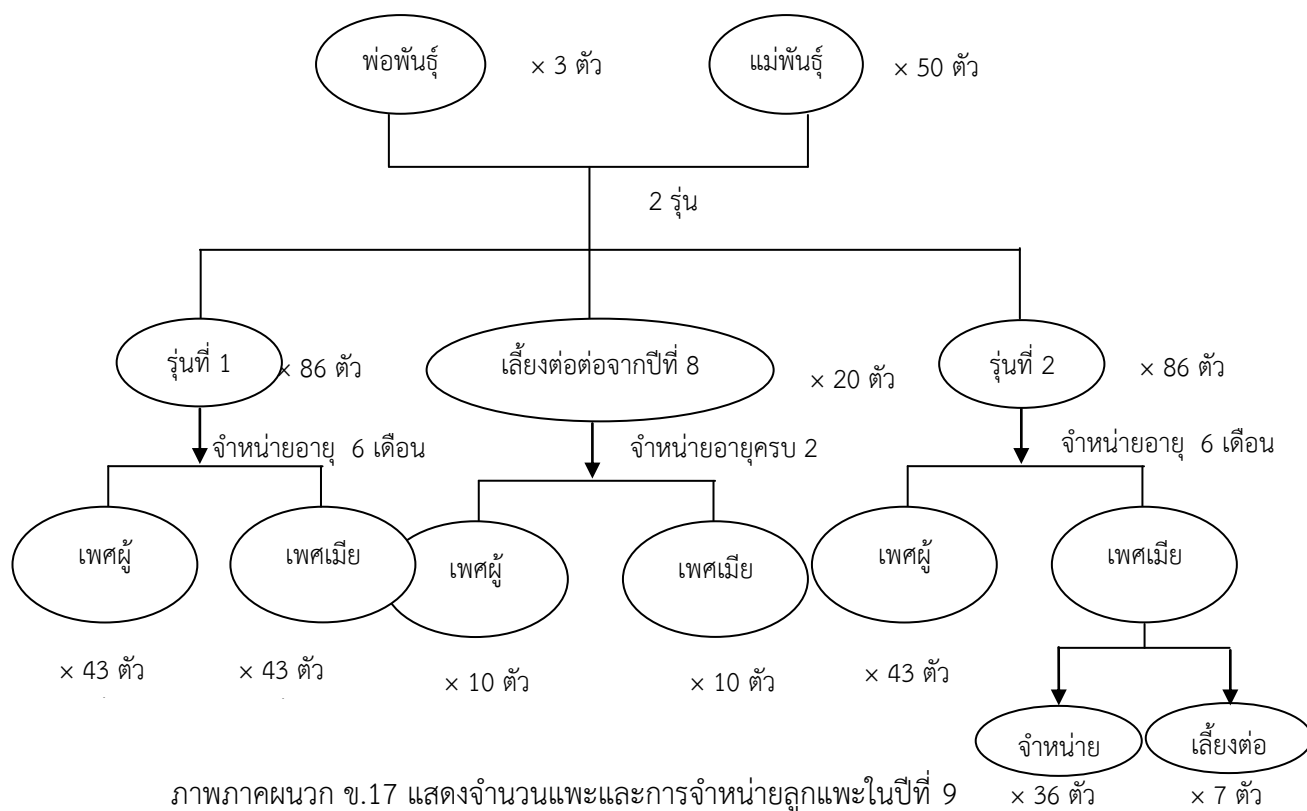 พ่อพันธุ์ × 3 ตัว แม่พันธุ์ × 50 ตัว
2 รุ่น
รุ่นที่ 1 × 86 ตัว เลี้ยงต่อต่อจากปีที่ 8 × 20 ตัว รุ่นที่ 2 × 86 ตัว
จำหน่ายอายุ 6 เดือน จำหน่ายอายุครบ 2 จำหน่ายอายุ 6 เดือน
เพศผู้ เพศเมีย เพศผู้ เพศเมีย เพศผู้ เพศเมีย
× 43 ตัว × 43 ตัว × 10 ตัว × 10 ตัว × 43 ตัว
จำหน่าย เลี้ยงต่อ
ภาพภาคผนวก ข.17 แสดงจำนวนแพะและการจำหน่ายลูกแพะในปีที่ 9 × 36 ตัว × 7 ตัว